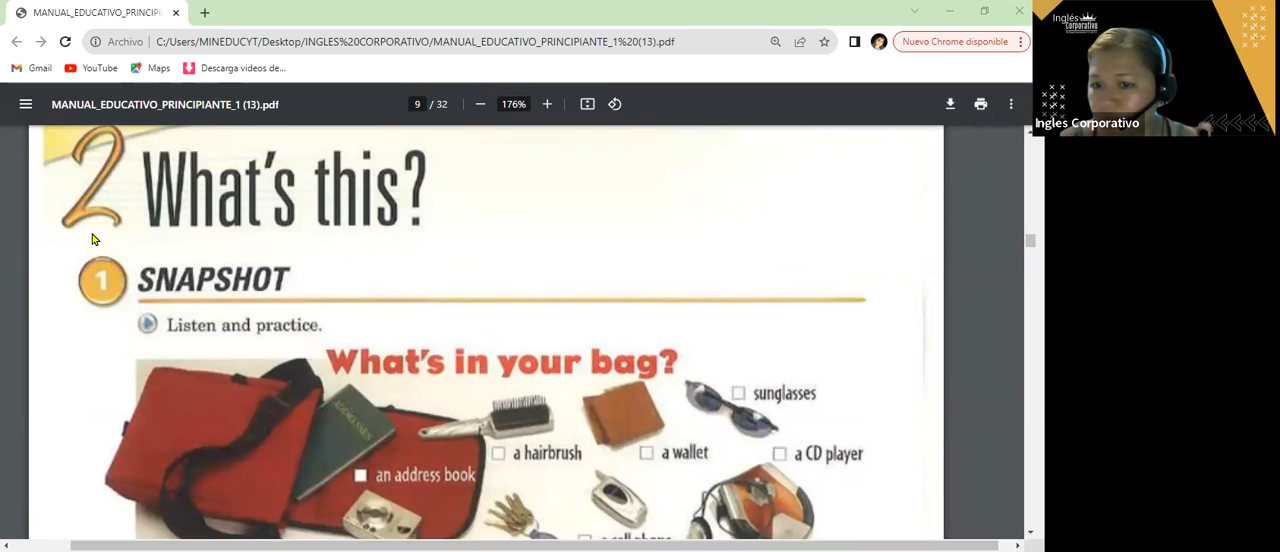 MANUAL_EDUCATIVO_PRINCIPI
Archivo
C:/Users/MINEDUCYT/Desktop/INGLES%20CORPORATIVO/MANUAL_EDUCATIVO_PRINCIPIANTE_1%20(13).pdf
Nuevo Chrome disponible
Gmail
YouTube
Maps
Descarga videos de...
MANUAL_EDUCATIVO_PRINCIPIANTE_1 (13).pdf
9 / 32
176%
Inglés
Corporativo
Ingles Corporativo
2 What's this?
1 SNAPSHOT
Listen and practice.
What's in your bag?
sunglasses
a hairbrush
a wallet
a CD player
an address book